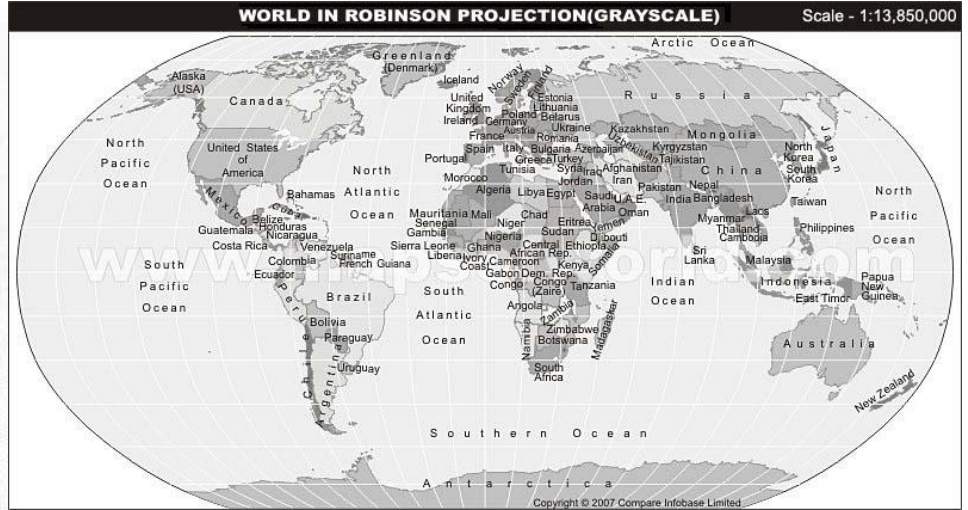 WORLD IN ROBINSON PROJECTION(GRAYSCALE)
Scale - 1:13,850,000
Arctic Ocean
Greenland
(Denmark)
Alaska
(USA)
Canada
United States
of
America
North
Pacific
Ocean
North
Atlantic
Ocean
Bahamas
Mexico
Cuba
Belize
Honduras
Guatemala
Nicaragua
Costa Rica
Venezuela
Suriname
French Guiana
Colombia
Ecuador
Peru
Brazil
Bolivia
Paraguay
Chile
Argentina
Uruguay
South
Pacific
Ocean
South
Atlantic
Ocean
Iceland
Norway
Sweden
Finland
United
Kingdom
Ireland
Estonia
Lithuania
Belarus
Poland
Germany
Austria
Ukraine
France
Romania
Spain
Italy
Bulgaria
Portugal
Greece
Turkey
Azerbaijan
Russia
Kazakhstan
Uzbekistan
Kyrgyzstan
Tajikistan
Mongolia
China
North
Korea
South
Korea
Japan
Tunisia
Morocco
Algeria
Libya
Egypt
Syria
Iraq
Jordan
Iran
Afghanistan
Pakistan
Nepal
India
Bangladesh
Saudi
Arabia
U.A.E.
Oman
Yemen
Mauritania
Mali
Niger
Chad
Sudan
Eritrea
Djibouti
Senegal
Gambia
Sierra Leone
Liberia
Ivory
Coast
Ghana
Nigeria
Cameroon
Central
African Rep.
Ethiopia
Somalia
Gabon
Congo
Dem. Rep.
Congo
(Zaire)
Kenya
Tanzania
Angola
Zambia
Zimbabwe
Namibia
Botswana
Madagaskar
South
Africa
Myanmar
Laos
Thailand
Cambodia
Taiwan
Philippines
Sri
Lanka
Malaysia
Indonesia
East Timor
Papua
New
Guinea
North
Pacific
Ocean
Indian
Ocean
Australia
New Zealand
Southern Ocean
Antarctica
Copyright © 2007 Compare Infobase Limited